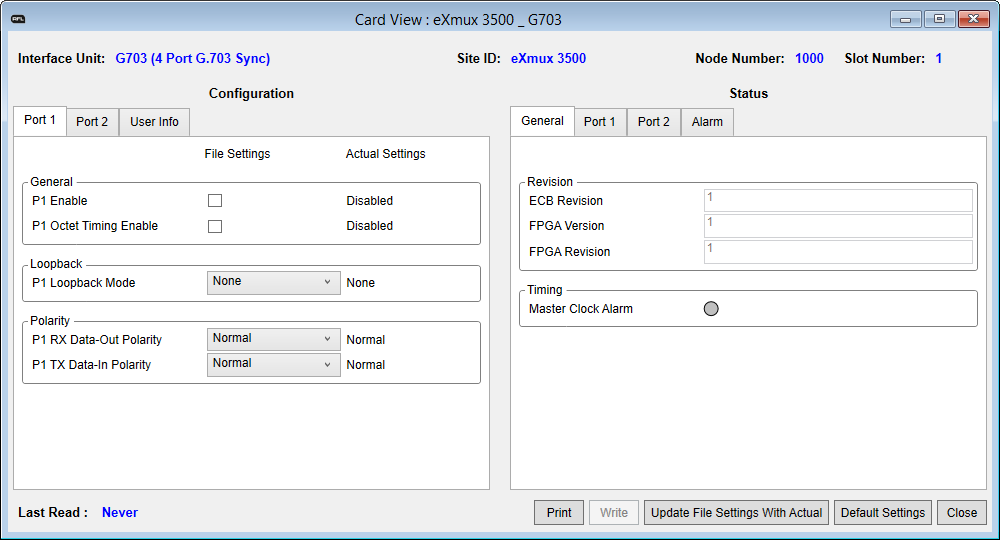 RFL
Card View : eXmux 3500 _ G703
Interface Unit: G703 (4 Port G.703 Sync) Site ID: eXmux 3500 Node Number: 1000 Slot Number: 1
Configuration
Port 1 Port 2 User Info
File Settings Actual Settings
General
P1 Enable Disabled
P1 Octet Timing Enable Disabled
Loopback
P1 Loopback Mode None None
Polarity
P1 RX Data-Out Polarity Normal Normal
P1 TX Data-In Polarity Normal Normal
Status
General Port 1 Port 2 Alarm
Revision
ECB Revision 1
FPGA Version 1
FPGA Revision 1
Timing
Master Clock Alarm
Last Read : Never
Print Write Update File Settings With Actual Default Settings Close